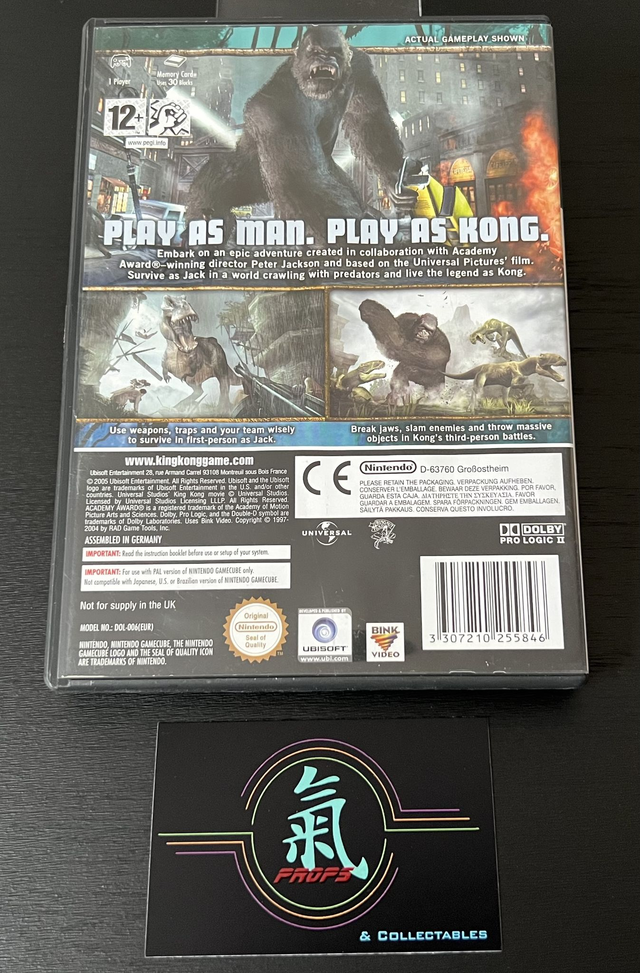 ACTUAL GAMEPLAY SHOWN
1 Player
Memory Carde
Uses 30 Blocks
12+
www.pegi.info
PLAY AS MAN. PLAY AS KONG.
Embark on an epic adventure created in collaboration with Academy
Award®-winning director Peter Jackson and based on the Universal Pictures' film.
Survive as Jack in a world crawling with predators and live the legend as Kong.
Use weapons, traps and your team wisely
to survive in first-person as Jack.
Break jaws, slam enemies and throw massive
objects in Kong's third-person battles.
www.kingkonggame.com
Ubisoft Entertainment 28, rue Armand Carrel 93108 Montreuil sous Bois France
© 2005 Ubisoft Entertainment. All Rights Reserved. Ubisoft and the Ubisoft
logo are trademarks of Ubisoft Entertainment in the U.S. and/or other
countries. Universal Studios' King Kong movie © Universal Studios.
Licensed by Universal Studios Licensing LLLP. All Rights Reserved.
ACADEMY AWARD® is a registered trademark of the Academy of Motion
Picture Arts and Sciences. Dolby, Pro Logic, and the Double-D symbol are
trademarks of Dolby Laboratories. Uses Bink Video. Copyright © 1997-
2004 by RAD Game Tools, Inc.
ASSEMBLED IN GERMANY
IMPORTANT: Read the instruction booklet before use or setup of your system.
IMPORTANT: For use with PAL version of NINTENDO GAMECUBE only.
Not compatible with Japanese, U.S. or Brazilian version of NINTENDO GAMECUBE.
Not for supply in the UK
MODEL NO.: DOL-006(EUR)
NINTENDO, NINTENDO GAMECUBE, THE NINTENDO
GAMECUBE LOGO AND THE SEAL OF QUALITY ICON
ARE TRADEMARKS OF NINTENDO.
CE
Nintendo D-63760 Großostheim
PLEASE RETAIN THE PACKAGING. VERPACKUNG AUFHEBEN.
CONSERVER L'EMBALLAGE. BEWAAR DEZE VERPAKKING. POR FAVOR,
GUARDA ESTA CAJA. ΔΙΑΤΗΡΗΣΤΕ ΤΗΝ ΣΥΣΚΕΥΑΣΙΑ. FAVOR
GUARDAR A EMBALAGEM. SPARA FÖRPACKNINGEN. GEM EMBALLAGEN.
SÄILYTÄ PAKKAUS. CONSERVA QUESTO INVOLUCRO.
UNIVERSAL
DOLBY
PRO LOGIC II
Original
Nintendo
Seal of
Quality
DEVELOPED & PUBLISHED BY
UBISOFT
www.ubi.com
BINK
VIDEO
3 307210 255846
氣
PROPS
& COLLECTABLES